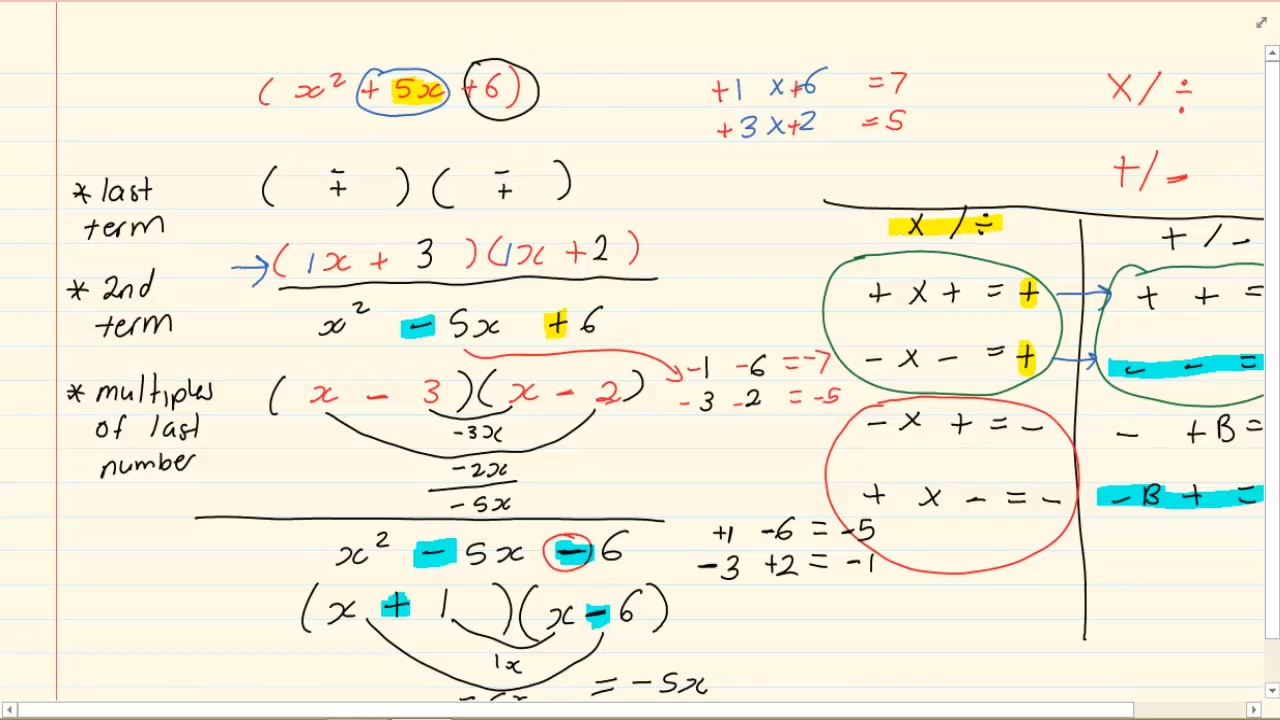 ( x² + 5x + 6 )
+1 x +6 = 7
+3 x +2 = 5
X / ÷
+ / -
* last term
( ∓ ) ( ∓ )
→ ( 1x + 3 ) ( 1x + 2 )
* 2nd term
x² - 5x + 6
-1 -6 = -7
-3 -2 = -5
* multiples of last number
( x - 3 ) ( x - 2 )
-3x
-2x
-5x
x² - 5x - 6
+1 -6 = -5
-3 +2 = -1
( x + 1 ) ( x - 6 )
1x
= -5x
x / ÷
+ x + = +
- x - = +
- x + = -
+ x - = -
+ / -
+ + =
- - =
- +B =
-B + =